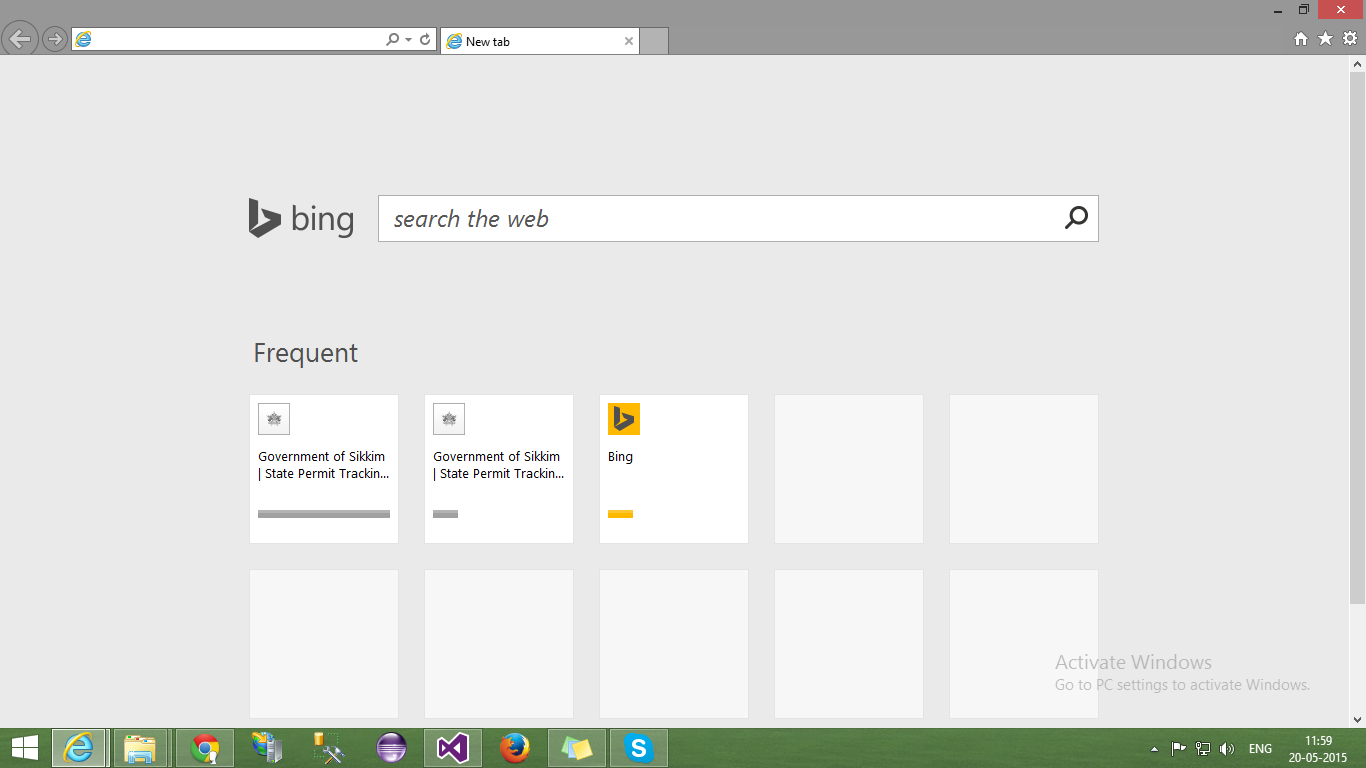 New tab
bing
search the web
Frequent
Government of Sikkim
| State Permit Trackin...
Government of Sikkim
| State Permit Trackin...
Bing
Activate Windows
Go to PC settings to activate Windows.
ENG
11:59
20-05-2015